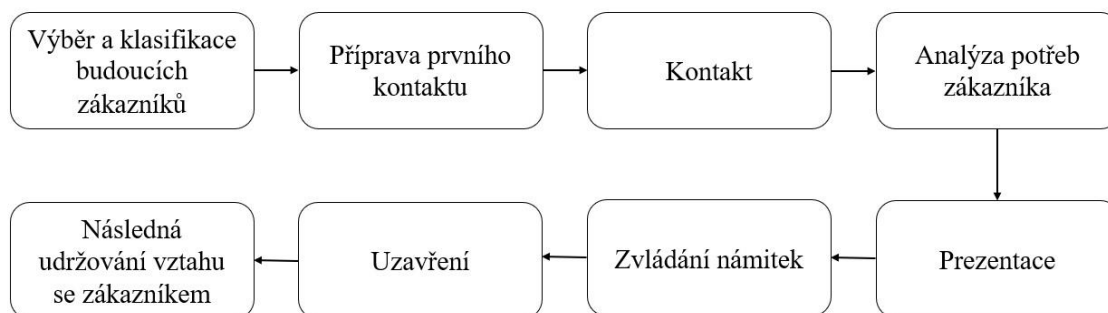 Výběr a klasifikace
budoucích
zákazníků
Příprava prvního
kontaktu
Kontakt
Analýza potřeb
zákazníka
Prezentace
Zvládání námitek
Uzavření
Následná
udržování vztahu
se zákazníkem